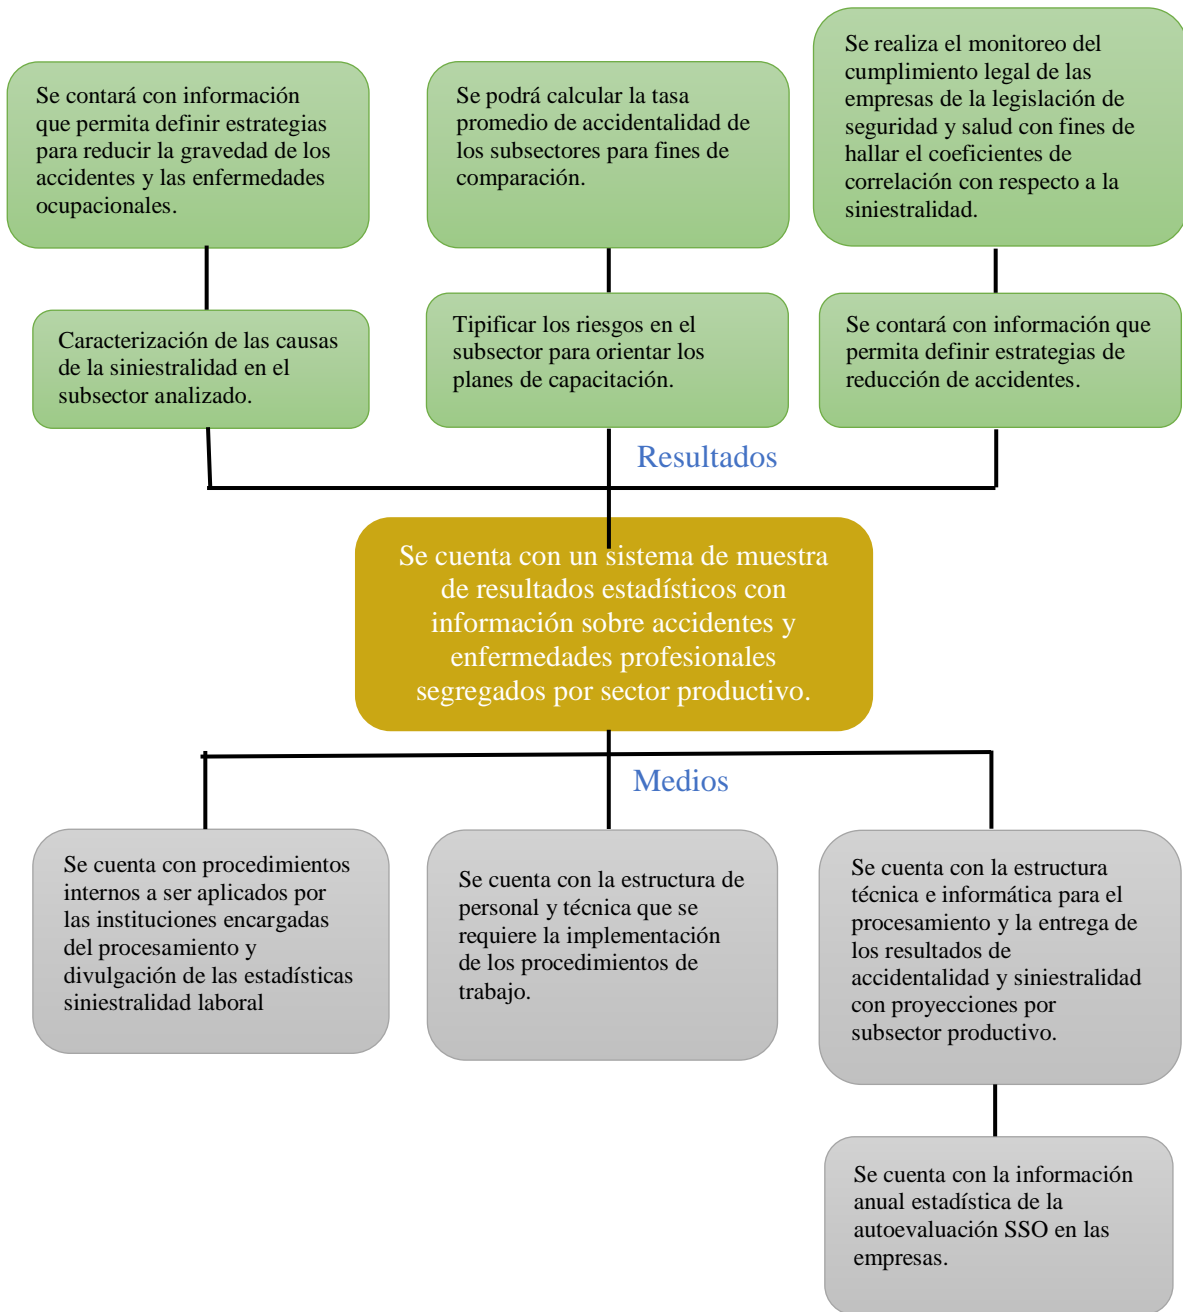 Se contará con información
que permita definir estrategias
para reducir la gravedad de los
accidentes y las enfermedades
ocupacionales.
Se podrá calcular la tasa
promedio de accidentalidad de
los subsectores para fines de
comparación.
Se realiza el monitoreo del
cumplimiento legal de las
empresas de la legislación de
seguridad y salud con fines de
hallar el coeficientes de
correlación con respecto a la
siniestralidad.
Caracterización de las causas
de la siniestralidad en el
subsector analizado.
Tipificar los riesgos en el
subsector para orientar los
planes de capacitación.
Se contará con información que
permita definir estrategias de
reducción de accidentes.
Resultados
Se cuenta con un sistema de muestra
de resultados estadísticos con
información sobre accidentes y
enfermedades profesionales
segregados por sector productivo.
Medios
Se cuenta con procedimientos
internos a ser aplicados por
las instituciones encargadas
del procesamiento y
divulgación de las estadísticas
siniestralidad laboral
Se cuenta con la estructura de
personal y técnica que se
requiere la implementación
de los procedimientos de
trabajo.
Se cuenta con la estructura
técnica e informática para el
procesamiento y la entrega de
los resultados de
accidentalidad y siniestralidad
con proyecciones por
subsector productivo.
Se cuenta con la información
anual estadística de la
autoevaluación SSO en las
empresas.